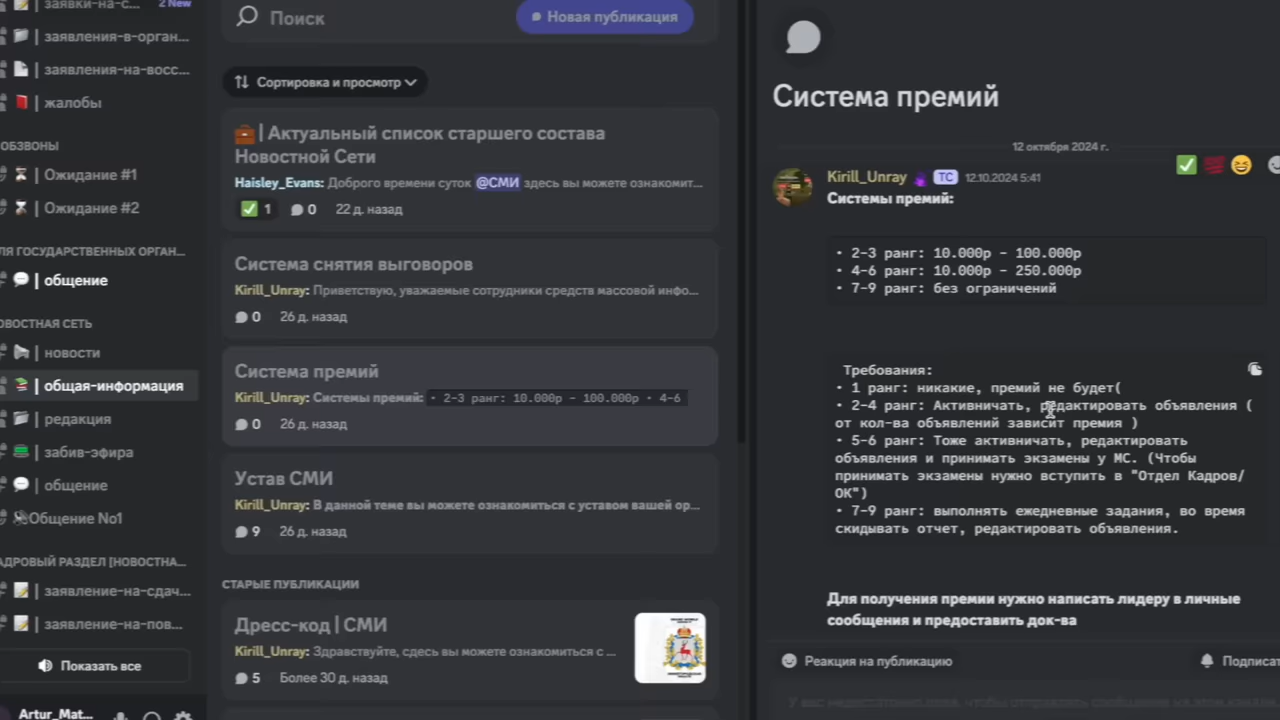 заявки-на-с... 2 New
| заявления-в-орган...
| заявления-на-восс...
| жалобы
ОБЗВОНЫ
| Ожидание #1
| Ожидание #2
ЛЯ ГОСУДАРСТВЕННЫХ ОРГАН...
| общение
ОВОСТНАЯ СЕТЬ
| новости
| общая-информация
| редакция
| забив-эфира
| общение
Общение No1
АДРОВЫЙ РАЗДЕЛ [НОВОСТНА...
| заявление-на-сдач...
| заявление-на-пов...
Показать все
Artur_Mat...
Поиск
Новая публикация
Сортировка и просмотр
| Актуальный список старшего состава
Новостной Сети
Haisley_Evans: Доброго времени суток @СМИ здесь вы можете ознакомит...
1 0 22 д. назад
Система снятия выговоров
Kirill_Unray: Приветствую, уважаемые сотрудники средств массовой инфо...
0 26 д. назад
Система премий
Kirill_Unray: Системы премий: • 2-3 ранг: 10.000р - 100.000р • 4-6
0 26 д. назад
Устав СМИ
Kirill_Unray: В данной теме вы можете ознакомиться с уставом вашей ор...
9 26 д. назад
СТАРЫЕ ПУБЛИКАЦИИ
Дресс-код | СМИ
Kirill_Unray: Здравствуйте, сдесь вы можете ознакомиться с ...
5 Более 30 д. назад
Система премий
12 октября 2024 г.
Kirill_Unray TC 12.10.2024 5:41
Системы премий:
• 2-3 ранг: 10.000р - 100.000р
• 4-6 ранг: 10.000р - 250.000р
• 7-9 ранг: без ограничений
Требования:
• 1 ранг: никакие, премий не будет(
• 2-4 ранг: Активничать, редактировать объявления (
от кол-ва объявлений зависит премия )
• 5-6 ранг: Тоже активничать, редактировать
объявления и принимать экзамены у МС. (Чтобы
принимать экзамены нужно вступить в "Отдел Кадров/
ОК")
• 7-9 ранг: выполнять ежедневные задания, во время
скидывать отчет, редактировать объявления.
Для получения премии нужно написать лидеру в личные
сообщения и предоставить док-ва
Реакция на публикацию
Подписат